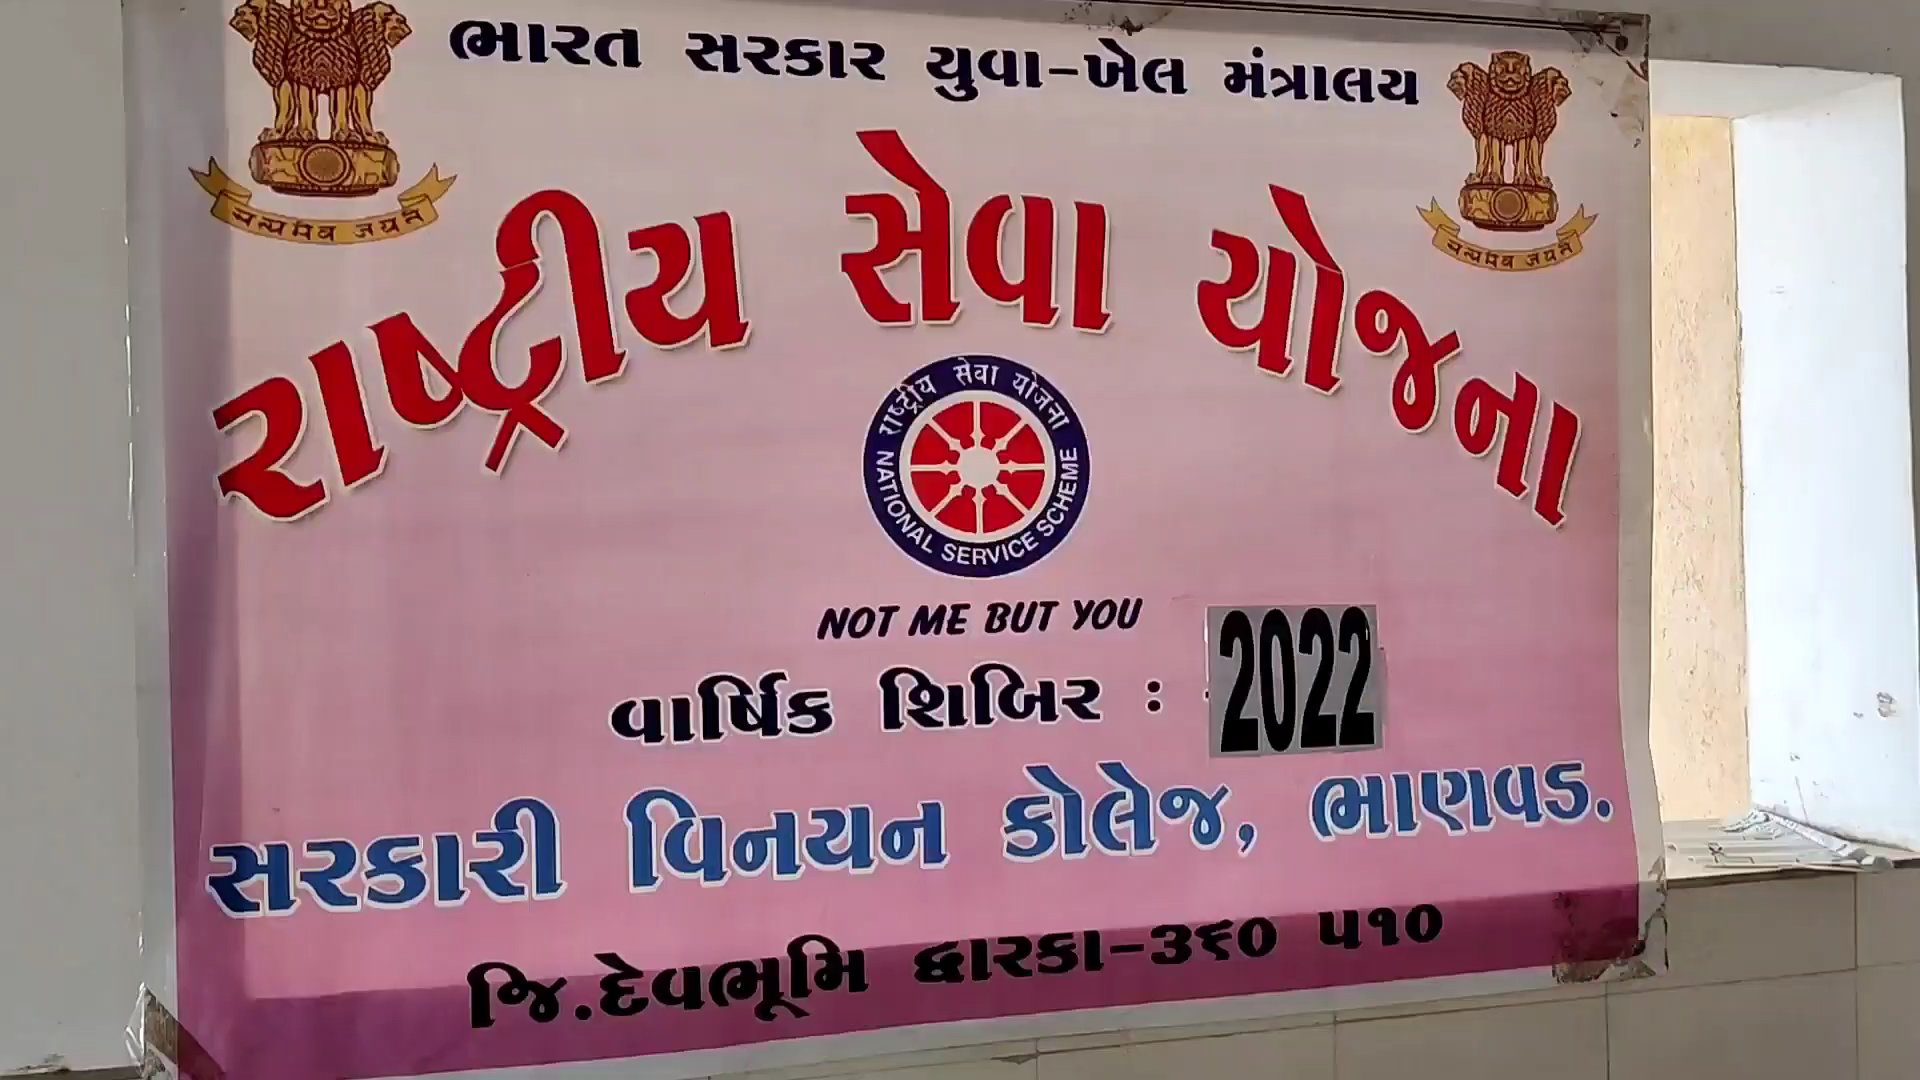 ભારત સરકાર યુવા-ખેલ મંત્રાલય
सत्यमेव जयते
सत्यमेव जयते
રાષ્ટ્રીય સેવા યોજના
राष्ट्रीय सेवा योजना
NATIONAL SERVICE SCHEME
NOT ME BUT YOU
વાર્ષિક શિબિર : 2022
સરકારી વિનયન કોલેજ, ભાણવડ.
જિ.દેવભૂમિ દ્વારકા-૩૬૦ ૫૧૦